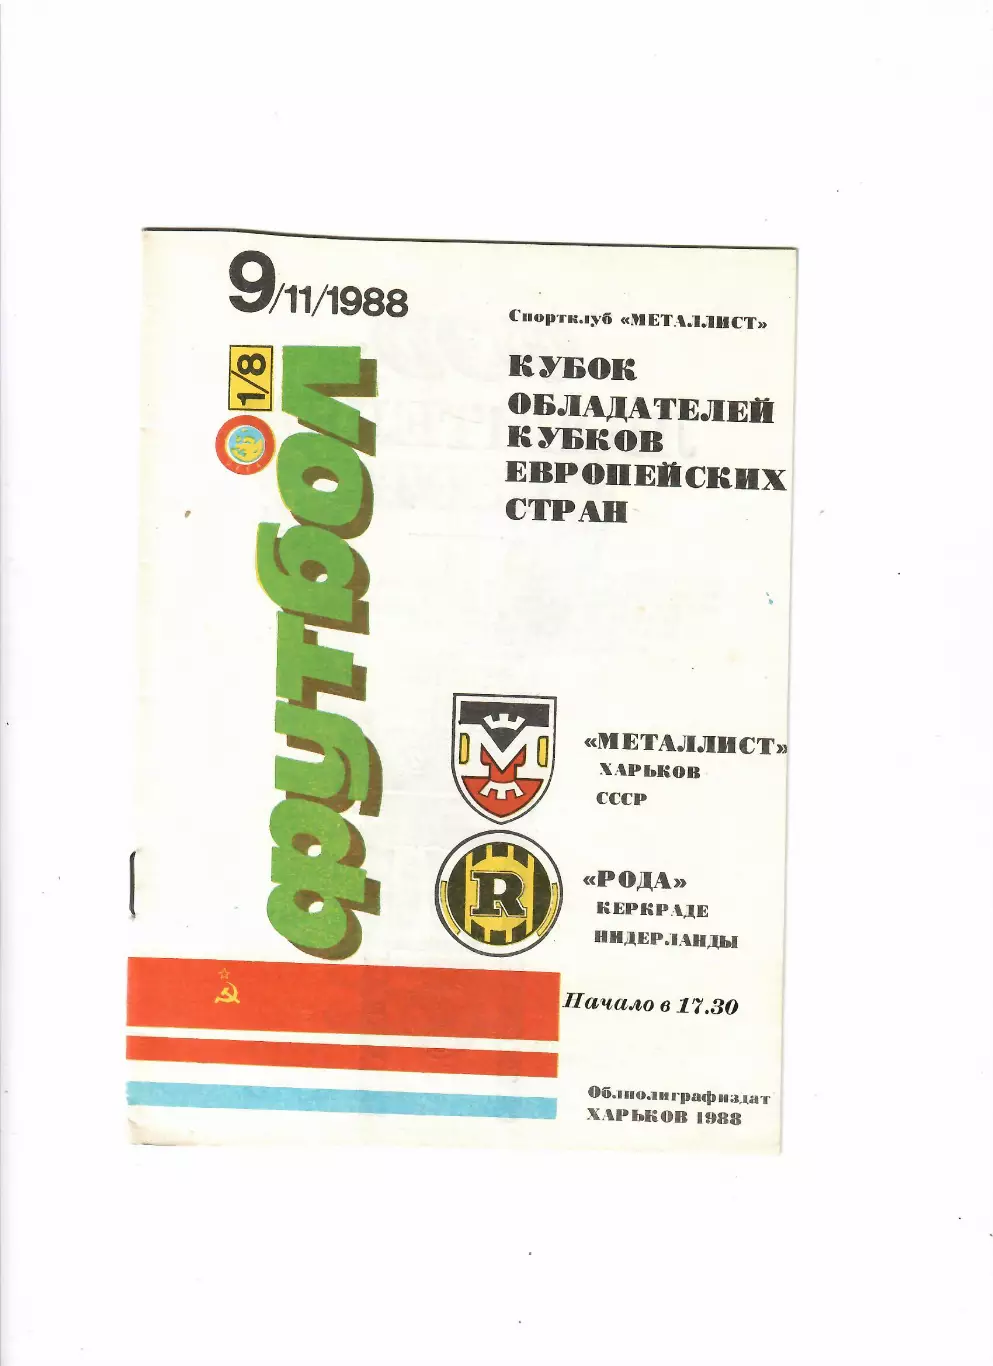 9/11/1988
1/8
ФУТБОЛ
Спортклуб «МЕТАЛЛИСТ»
КУБОК
ОБЛАДАТЕЛЕЙ
КУБКОВ
ЕВРОПЕЙСКИХ
СТРАН
«МЕТАЛЛИСТ»
ХАРЬКОВ
СССР
R
«РОДА»
КЕРКРАДЕ
НИДЕРЛАНДЫ
Начало в 17.30
Облполиграфиздат
ХАРЬКОВ 1988